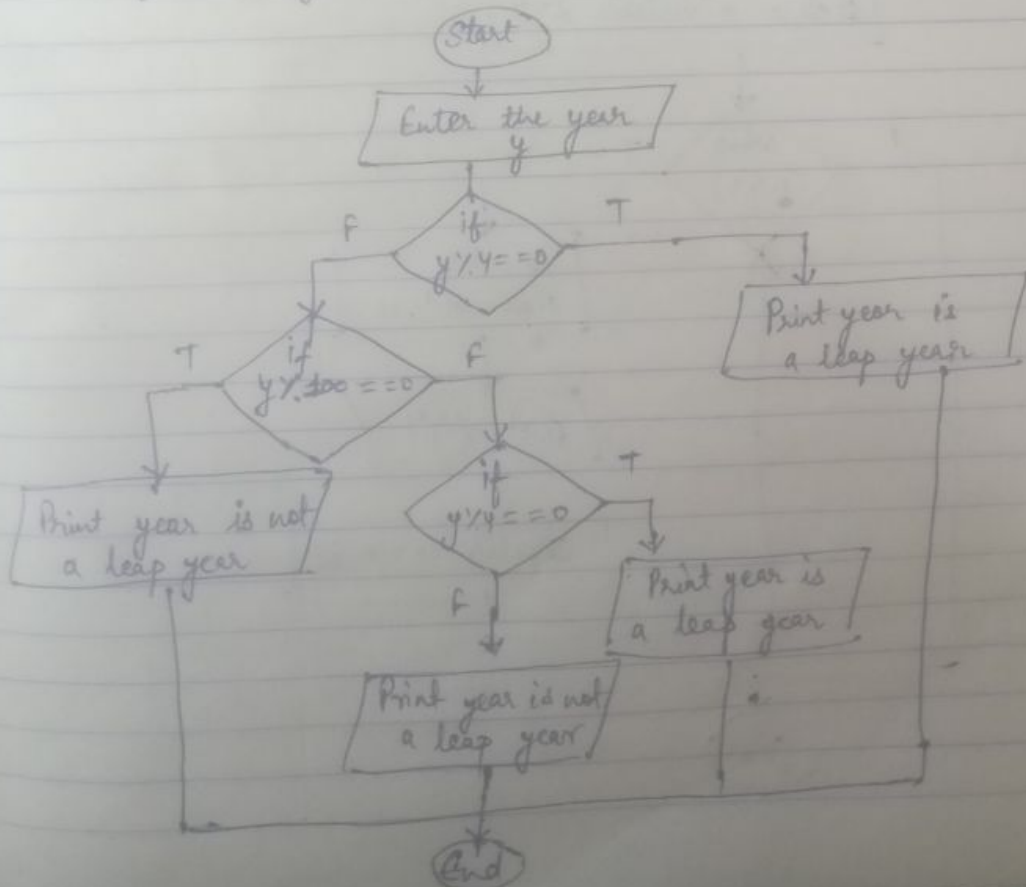 Start
Enter the year
y
F
T
if
y%4==0
Print year is
a leap year
T
if
y%100==0
F
if
y%4==0
T
Print year is not
a leap year
F
Print year is
a leap year
Print year is not
a leap year
End